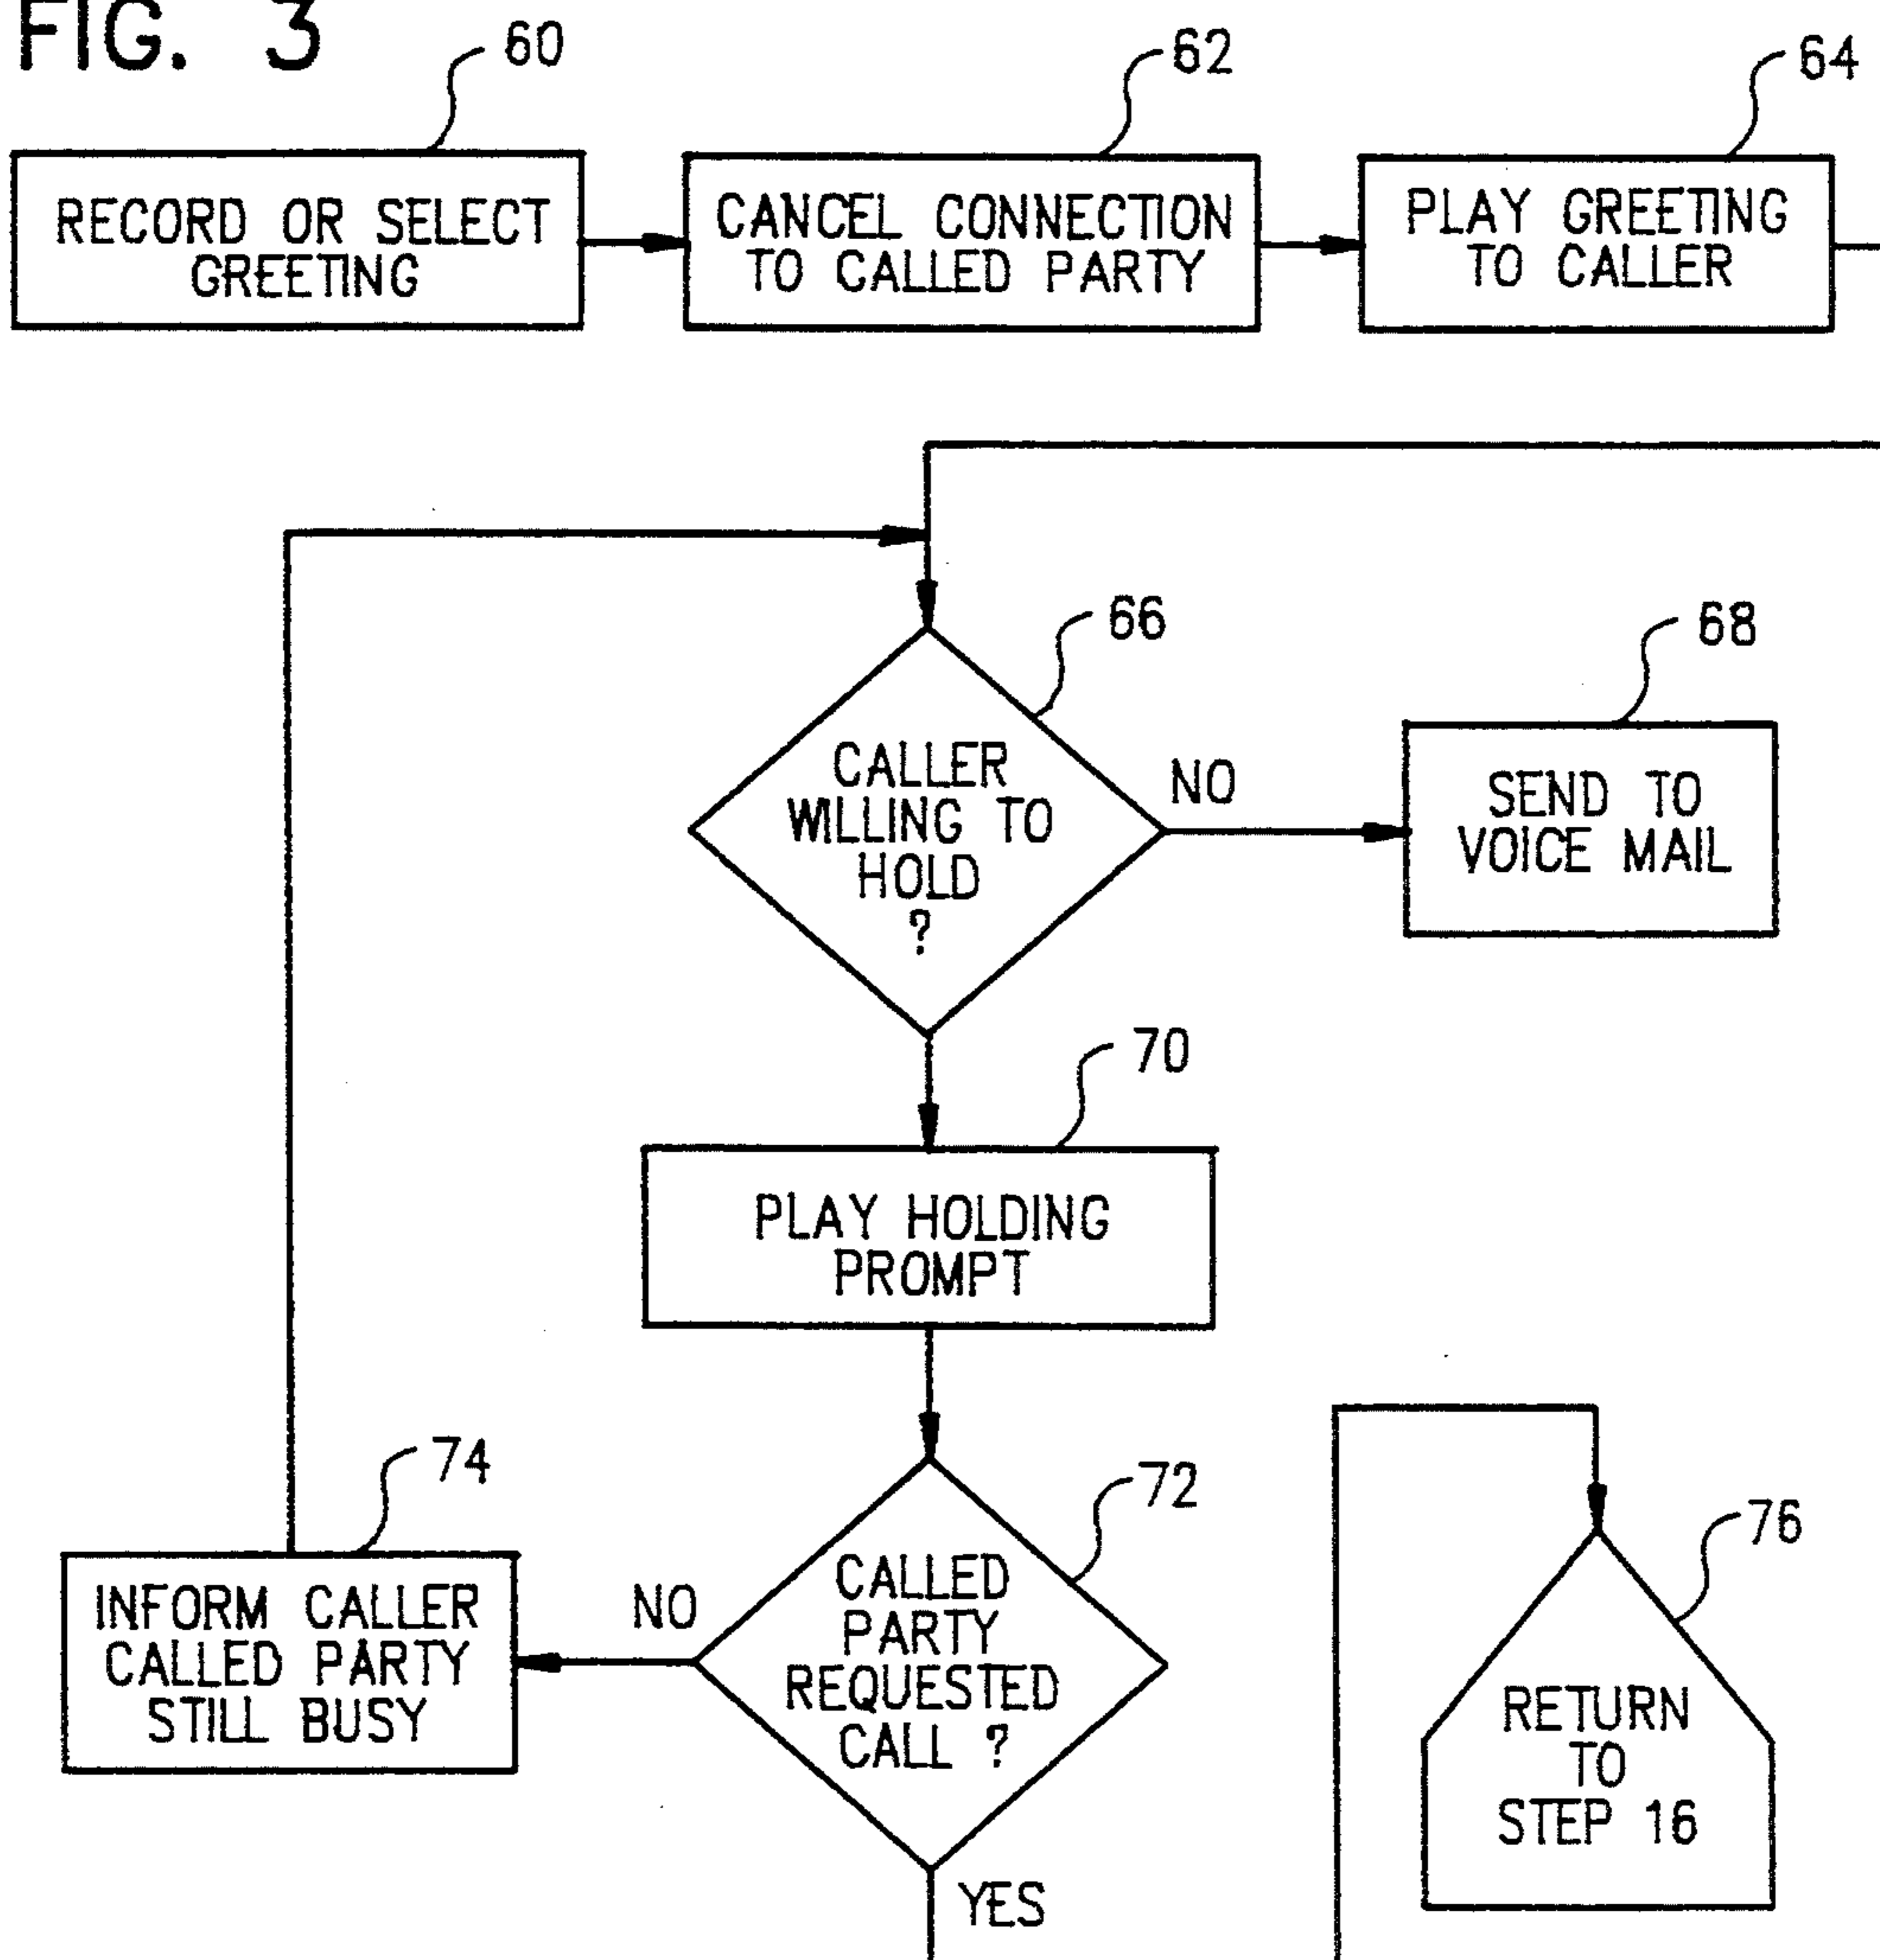 FIG. 3
60
62
64
RECORD OR SELECT
GREETING
CANCEL CONNECTION
TO CALLED PARTY
PLAY GREETING
TO CALLER
66
68
CALLER
WILLING TO
HOLD
?
NO
SEND TO
VOICE MAIL
70
PLAY HOLDING
PROMPT
74
72
76
INFORM CALLER
CALLED PARTY
STILL BUSY
NO
CALLED
PARTY
REQUESTED
CALL ?
YES
RETURN
TO
STEP 16